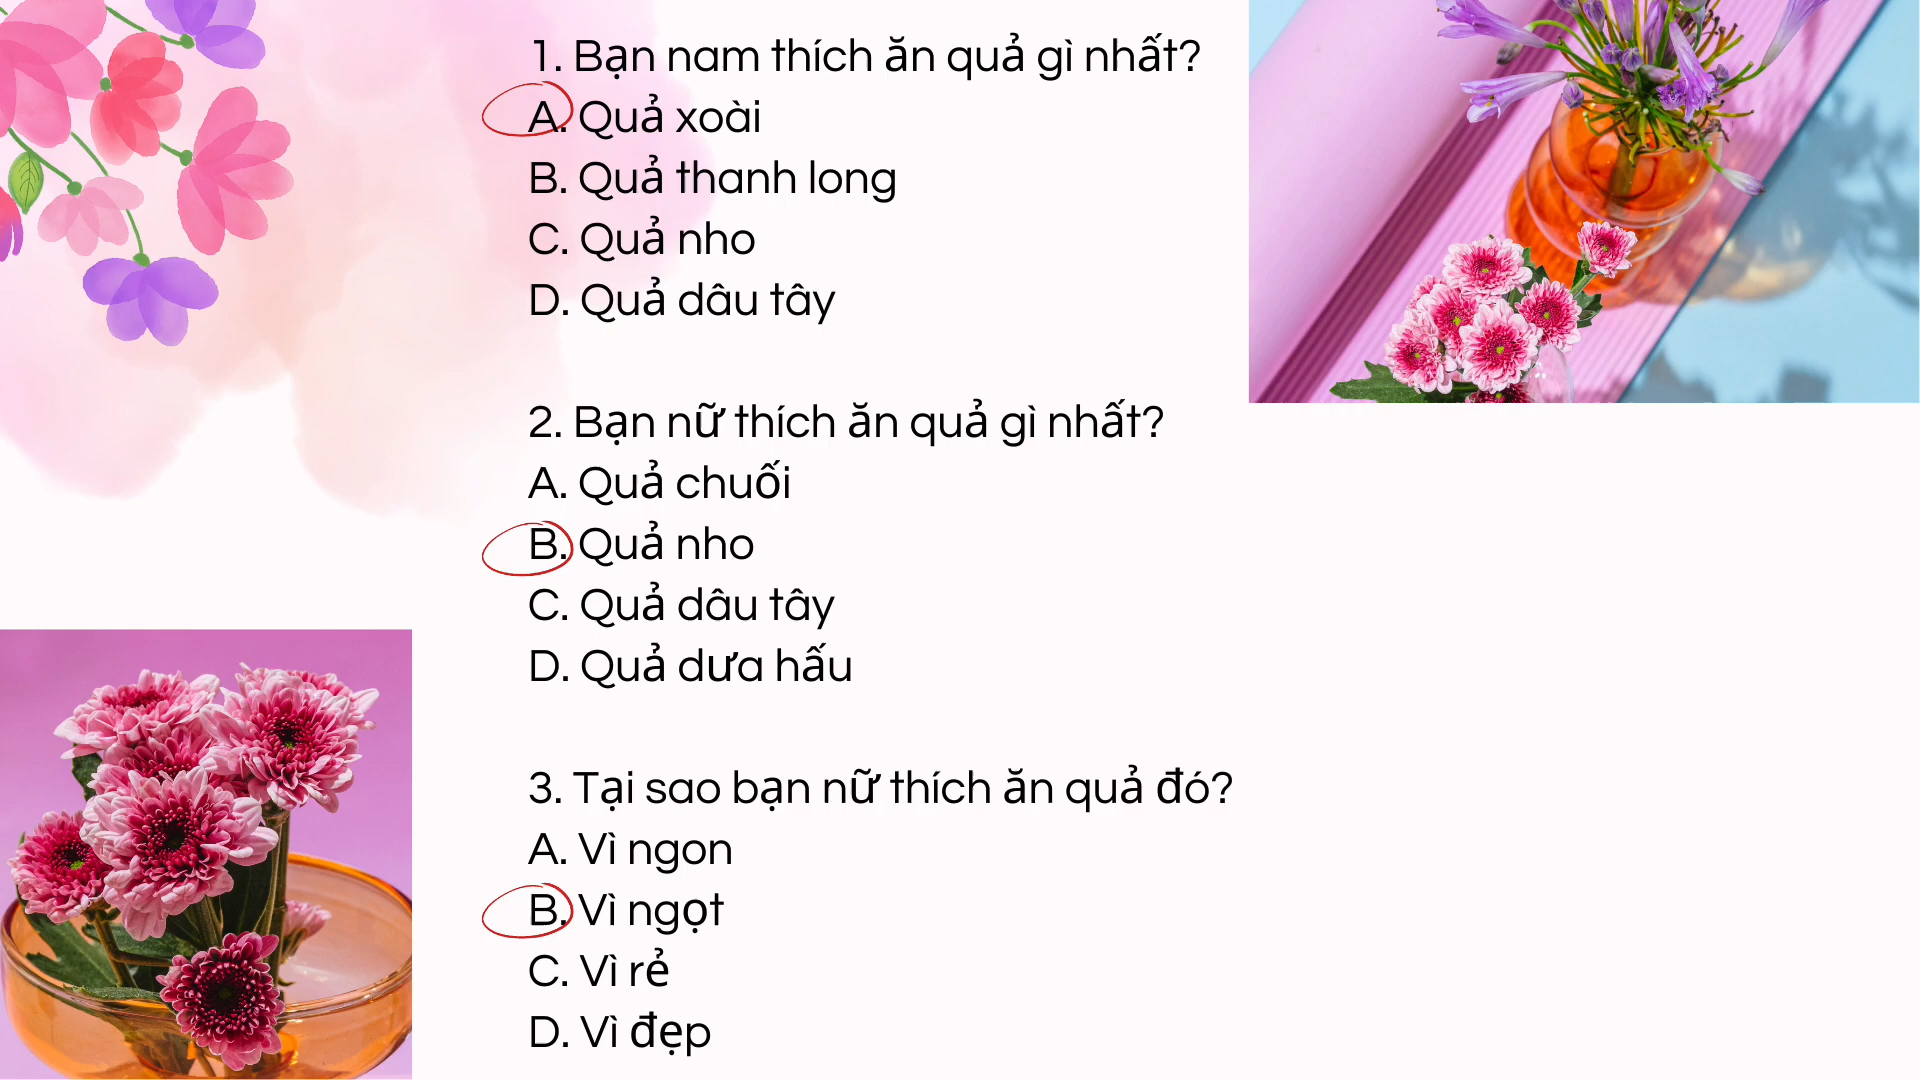 1. Bạn nam thích ăn quả gì nhất?
A. Quả xoài
B. Quả thanh long
C. Quả nho
D. Quả dâu tây
2. Bạn nữ thích ăn quả gì nhất?
A. Quả chuối
B. Quả nho
C. Quả dâu tây
D. Quả dưa hấu
3. Tại sao bạn nữ thích ăn quả đó?
A. Vì ngon
B. Vì ngọt
C. Vì rẻ
D. Vì đẹp